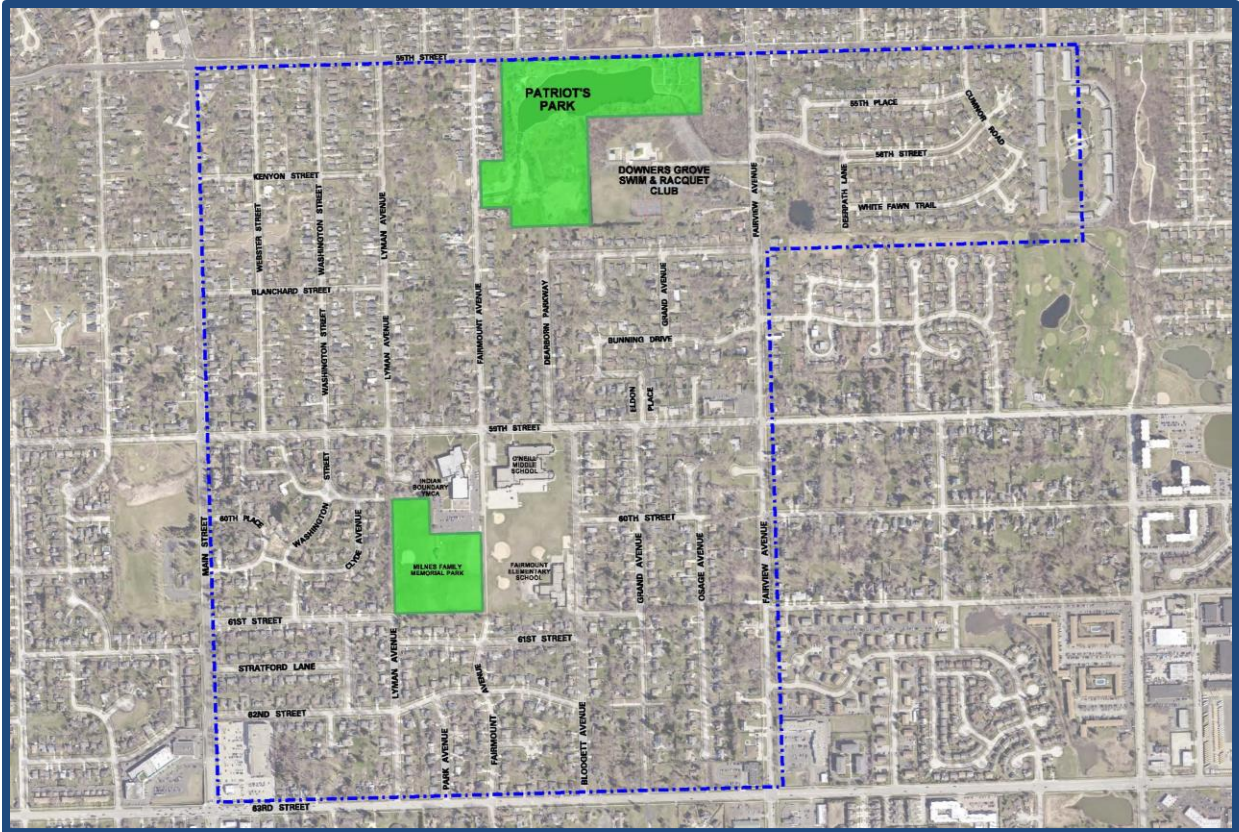 55TH STREET
PATRIOT'S
PARK
55TH PLACE
CUMNOR ROAD
56TH STREET
DOWNERS GROVE
SWIM & RACQUET
CLUB
KENYON STREET
WEBSTER STREET
WASHINGTON STREET
LYMAN AVENUE
FAIRVIEW AVENUE
DEERPATH LANE
WHITE FAWN TRAIL
BLANCHARD STREET
WASHINGTON STREET
LYMAN AVENUE
FAIRMOUNT AVENUE
DEARBORN PARKWAY
GRAND AVENUE
BUNNING DRIVE
ELDON
PLACE
59TH STREET
O'NEILL
MIDDLE
SCHOOL
INDIAN
BOUNDARY
YMCA
WASHINGTON
STREET
60TH PLACE
CLYDE AVENUE
MAIN STREET
60TH STREET
MILNES FAMILY
MEMORIAL PARK
FAIRMOUNT
ELEMENTARY
SCHOOL
GRAND AVENUE
OSAGE AVENUE
FAIRVIEW AVENUE
61ST STREET
61ST STREET
STRATFORD LANE
LYMAN AVENUE
FAIRMOUNT
AVENUE
62ND STREET
PARK AVENUE
BLODGETT AVENUE
63RD STREET